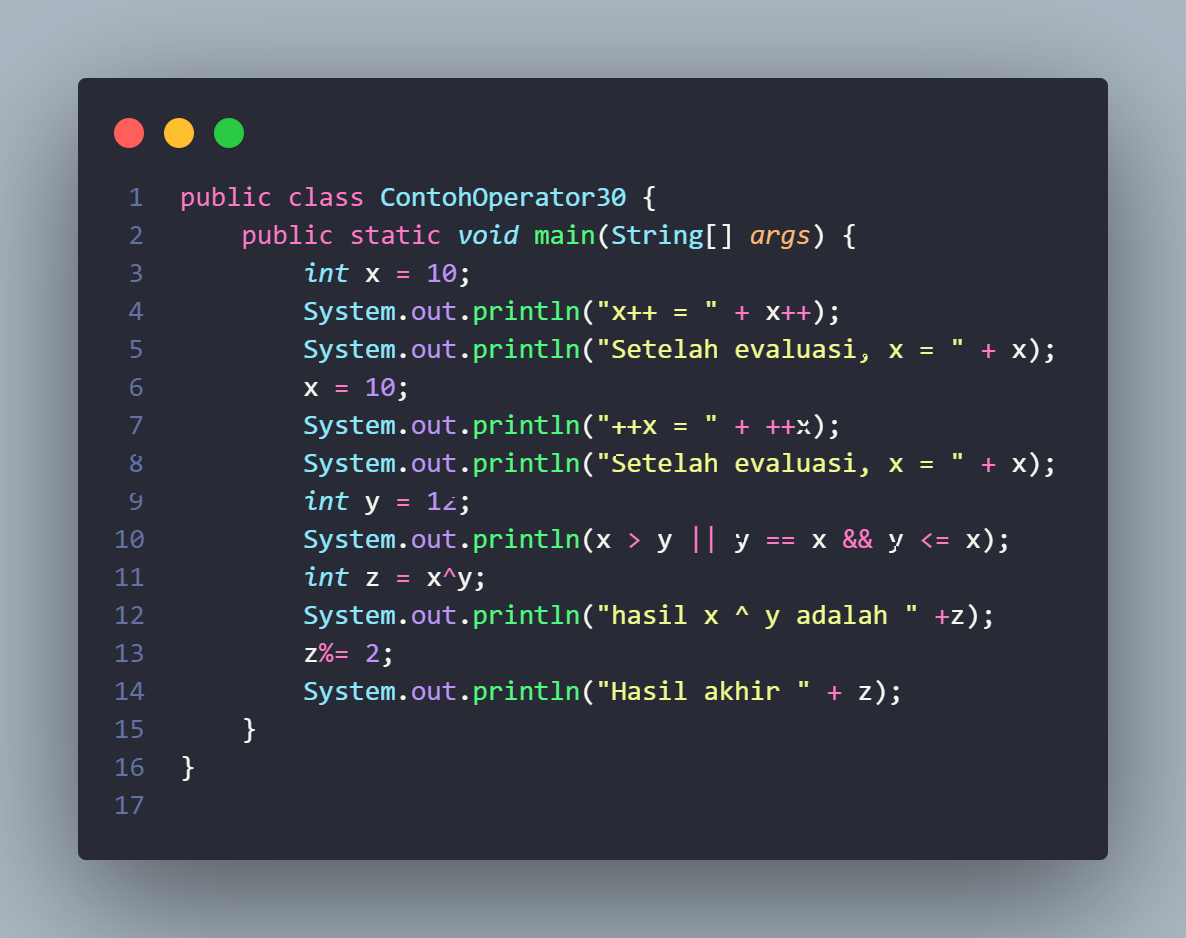 1 public class ContohOperator30 {
2     public static void main(String[] args) {
3         int x = 10;
4         System.out.println("x++ = " + x++);
5         System.out.println("Setelah evaluasi, x = " + x);
6         x = 10;
7         System.out.println("++x = " + ++x);
8         System.out.println("Setelah evaluasi, x = " + x);
9         int y = 12;
10         System.out.println(x > y || y == x && y <= x);
11         int z = x^y;
12         System.out.println("hasil x ^ y adalah " +z);
13         z%= 2;
14         System.out.println("Hasil akhir " + z);
15     }
16 }
17